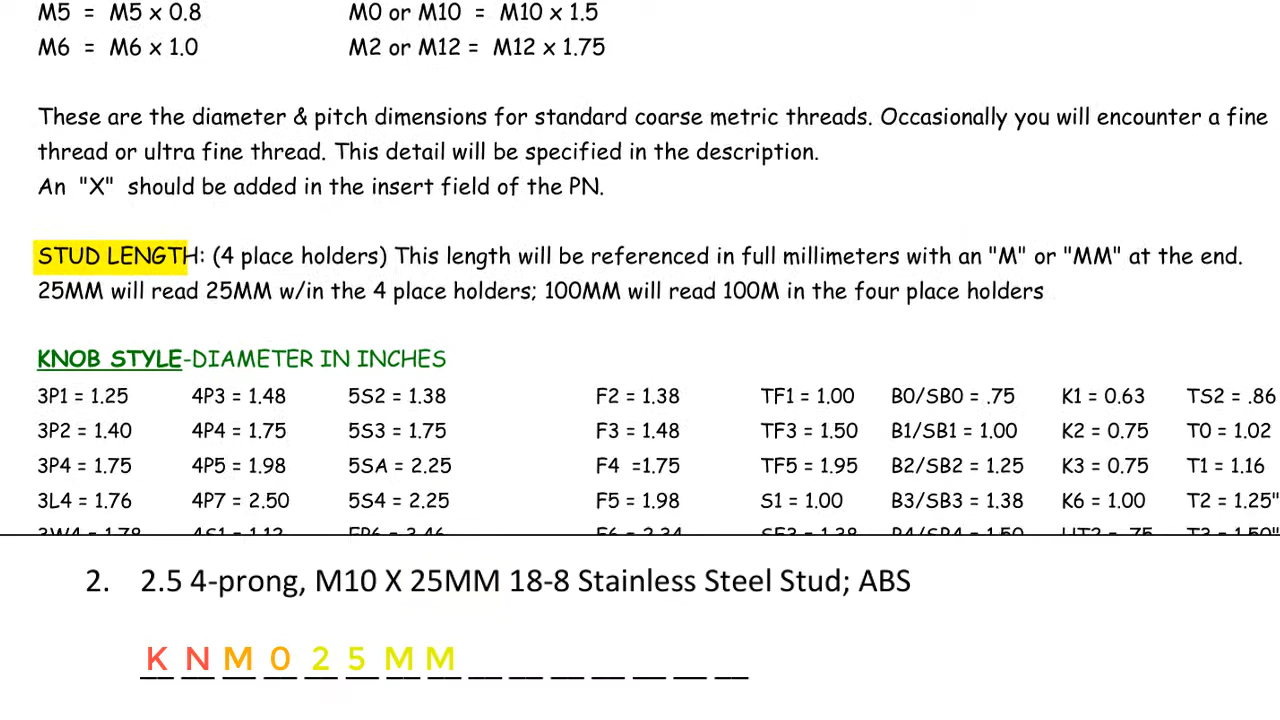 M5 = M5 x 0.8 M0 or M10 = M10 x 1.5
M6 = M6 x 1.0 M2 or M12 = M12 x 1.75
These are the diameter & pitch dimensions for standard coarse metric threads. Occasionally you will encounter a fine
thread or ultra fine thread. This detail will be specified in the description.
An "X" should be added in the insert field of the PN.
STUD LENGTH: (4 place holders) This length will be referenced in full millimeters with an "M" or "MM" at the end.
25MM will read 25MM w/in the 4 place holders; 100MM will read 100M in the four place holders
KNOB STYLE-DIAMETER IN INCHES
3P1 = 1.25 4P3 = 1.48 5S2 = 1.38 F2 = 1.38 TF1 = 1.00 B0/SB0 = .75 K1 = 0.63 TS2 = .86
3P2 = 1.40 4P4 = 1.75 5S3 = 1.75 F3 = 1.48 TF3 = 1.50 B1/SB1 = 1.00 K2 = 0.75 T0 = 1.02
3P4 = 1.75 4P5 = 1.98 5SA = 2.25 F4 =1.75 TF5 = 1.95 B2/SB2 = 1.25 K3 = 0.75 T1 = 1.16
3L4 = 1.76 4P7 = 2.50 5S4 = 2.25 F5 = 1.98 S1 = 1.00 B3/SB3 = 1.38 K6 = 1.00 T2 = 1.25"
2. 2.5 4-prong, M10 X 25MM 18-8 Stainless Steel Stud; ABS
K N M 0 2 5 M M